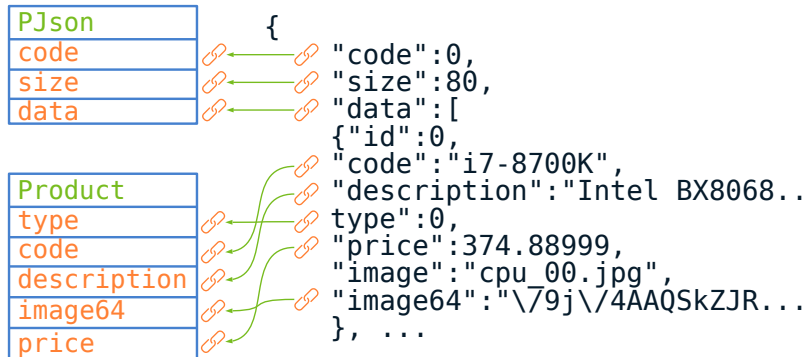 PJson
code
size
data
Product
type
code
description
image64
price
{
"code":0,
"size":80,
"data":[
{"id":0,
"code":"i7-8700K",
"description":"Intel BX8068..
type":0,
"price":374.88999,
"image":"cpu_00.jpg",
"image64":"\/9j\/4AAQSkZJR...
}, ...